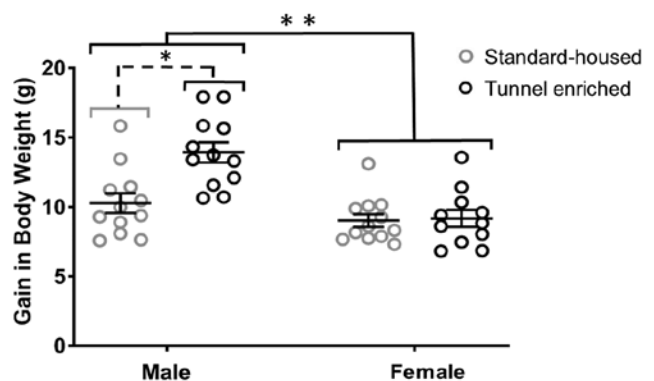 * *
*
Standard-housed
Tunnel enriched
Gain in Body Weight (g)
20
15
10
5
0
Male
Female